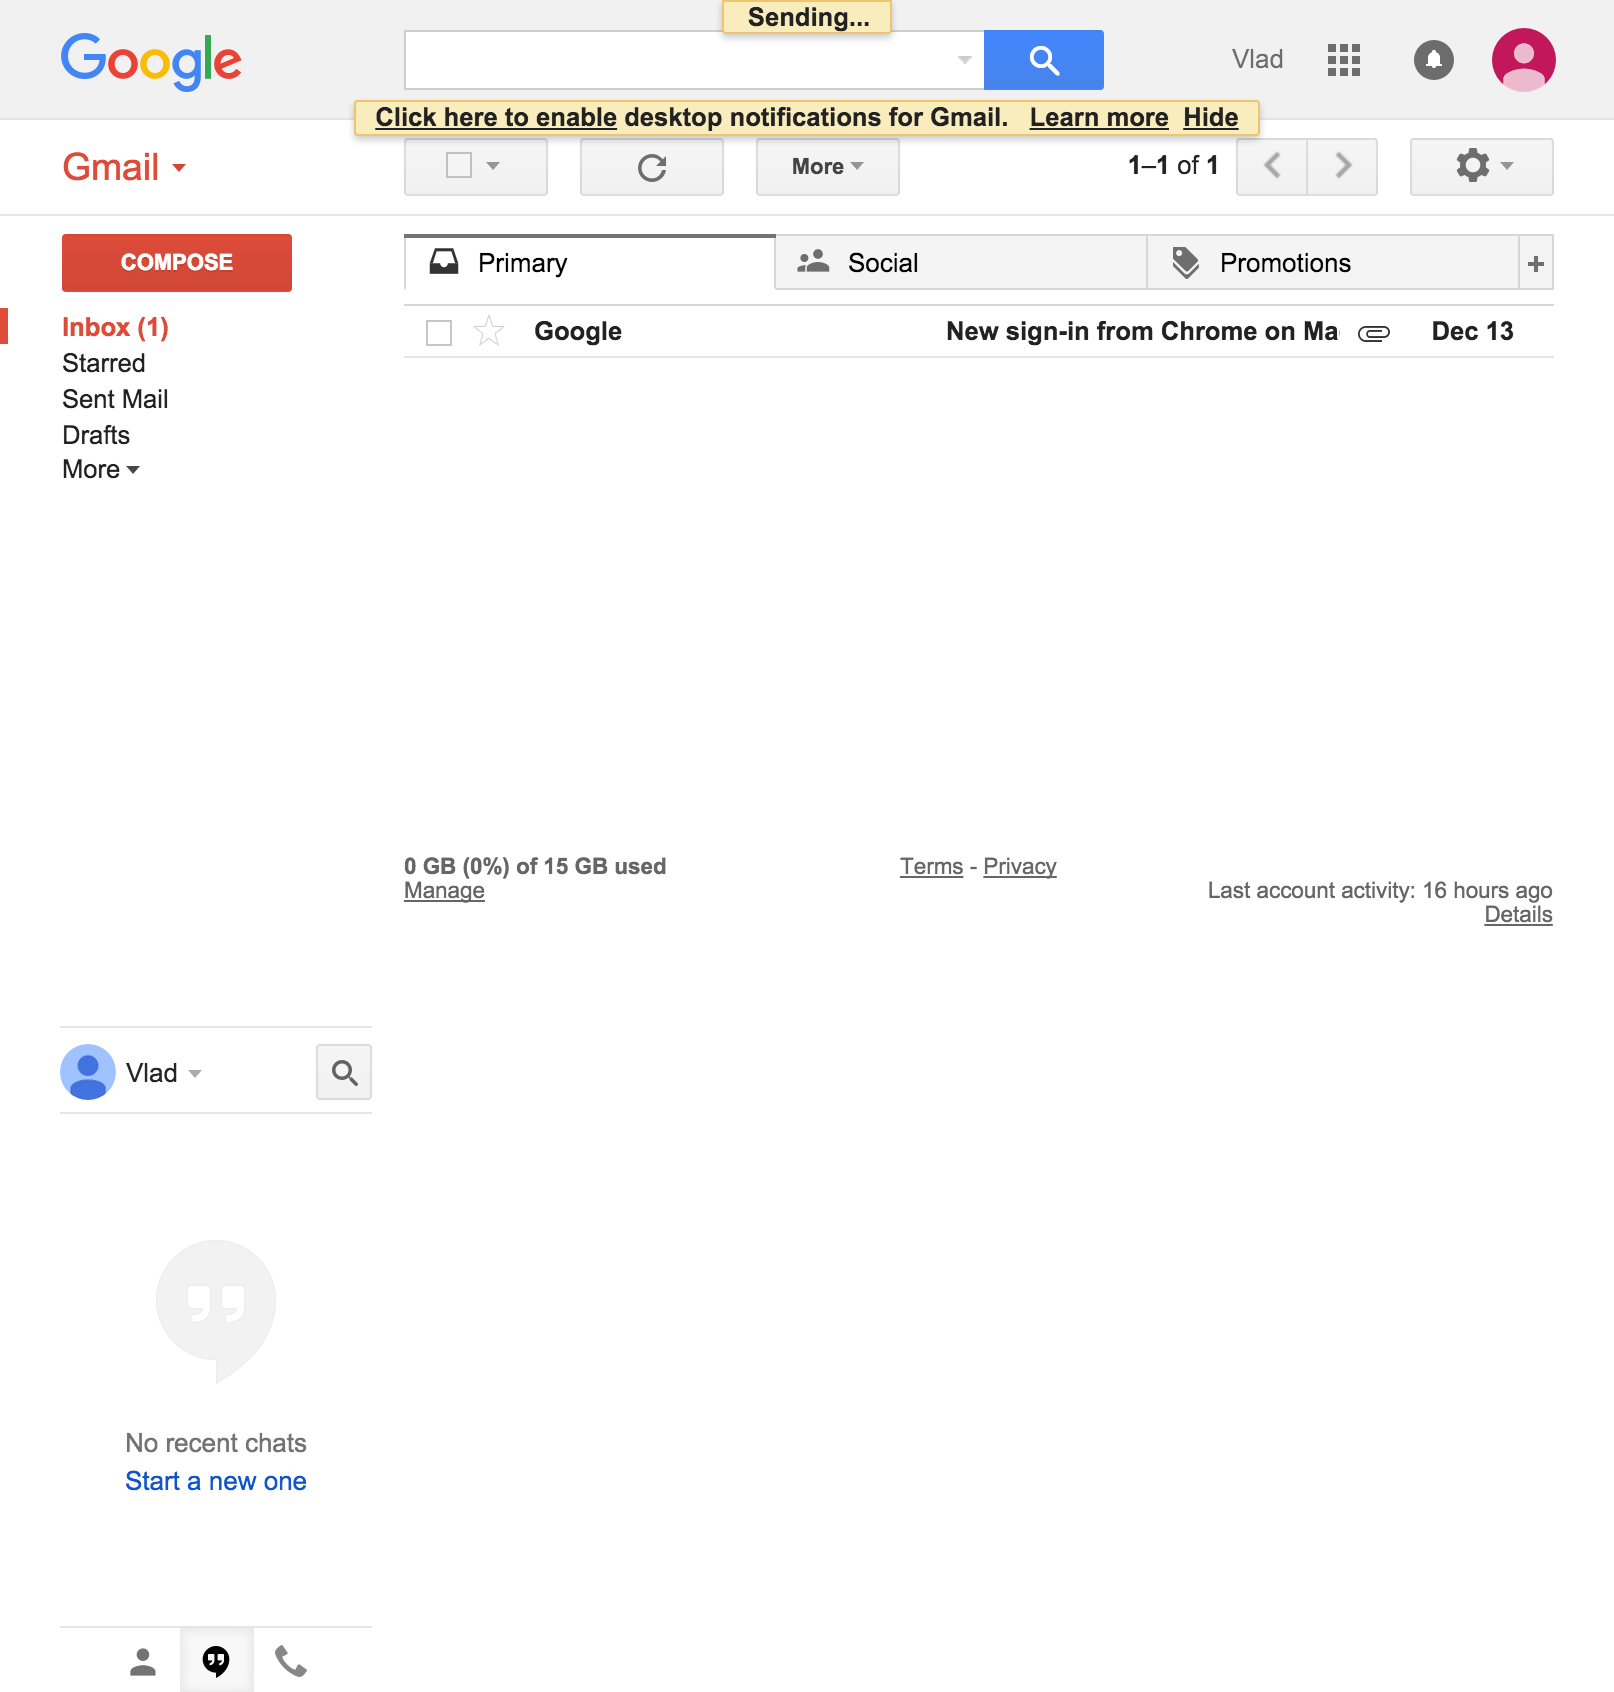 Sending...
Google
Vlad
Click here to enable desktop notifications for Gmail. Learn more Hide
Gmail
More
1–1 of 1
COMPOSE
Primary
Social
Promotions
+
Inbox (1)
Google
New sign-in from Chrome on Ma
Dec 13
Starred
Sent Mail
Drafts
More
0 GB (0%) of 15 GB used
Manage
Terms - Privacy
Last account activity: 16 hours ago
Details
Vlad
No recent chats
Start a new one